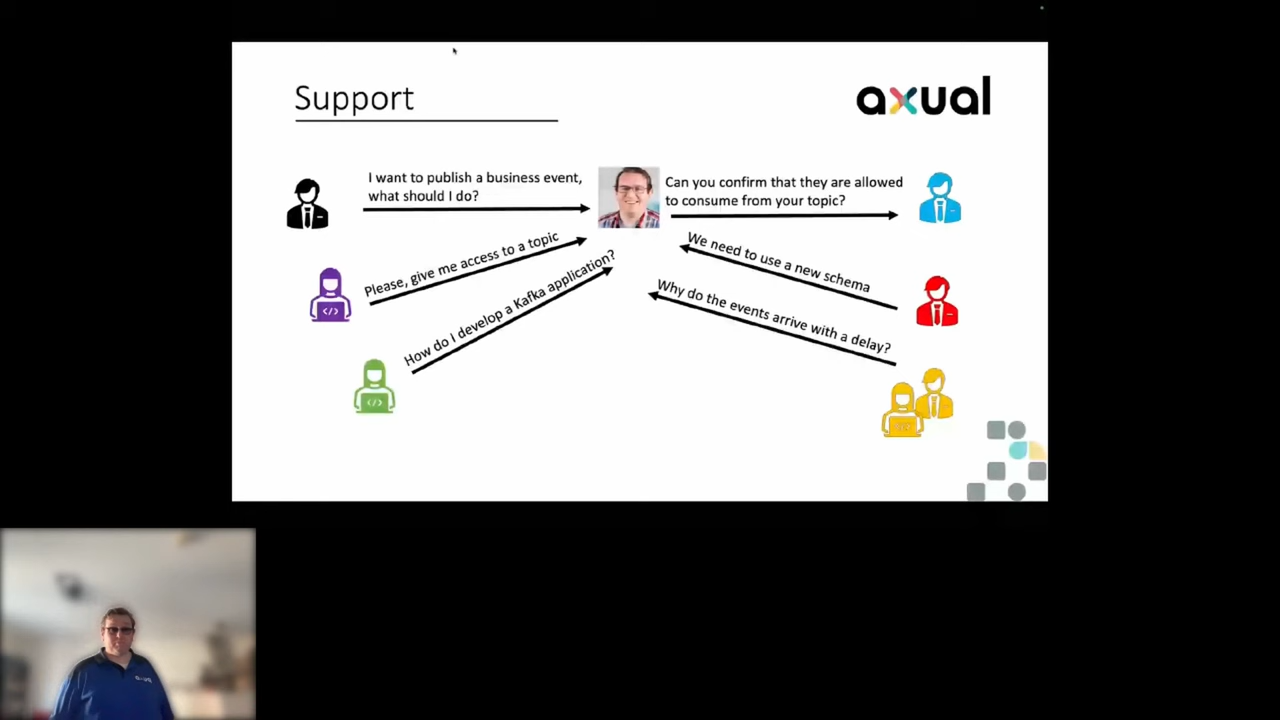 Support
axual
I want to publish a business event,
what should I do?
Can you confirm that they are allowed
to consume from your topic?
Please, give me access to a topic
We need to use a new schema
How do i develop a Kafka application?
Why do the events arrive with a delay?